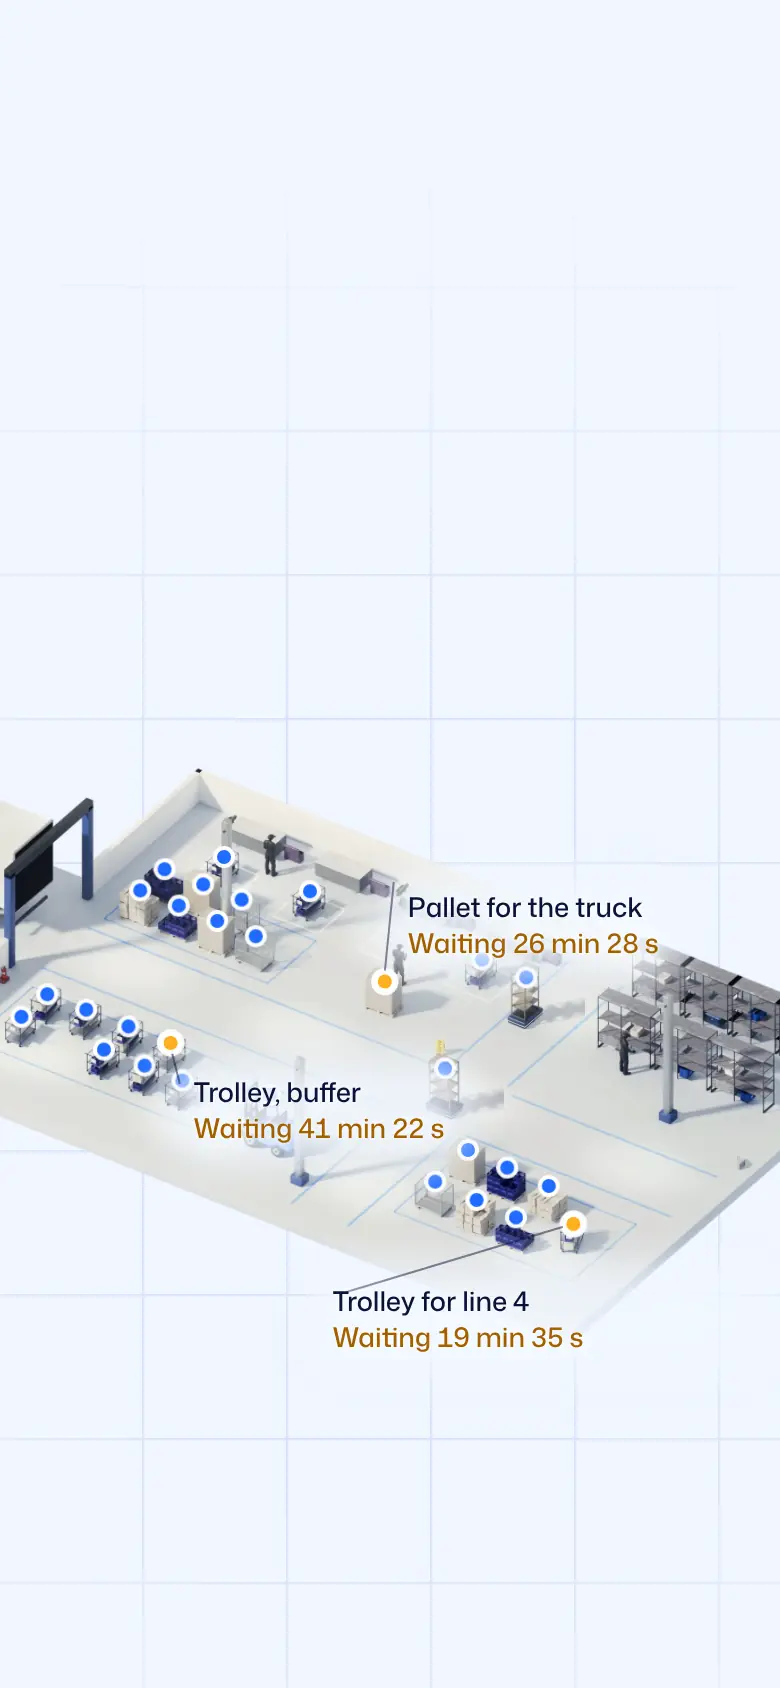 Pallet for the truck
Waiting 26 min 28 s
Trolley, buffer
Waiting 41 min 22 s
Trolley for line 4
Waiting 19 min 35 s